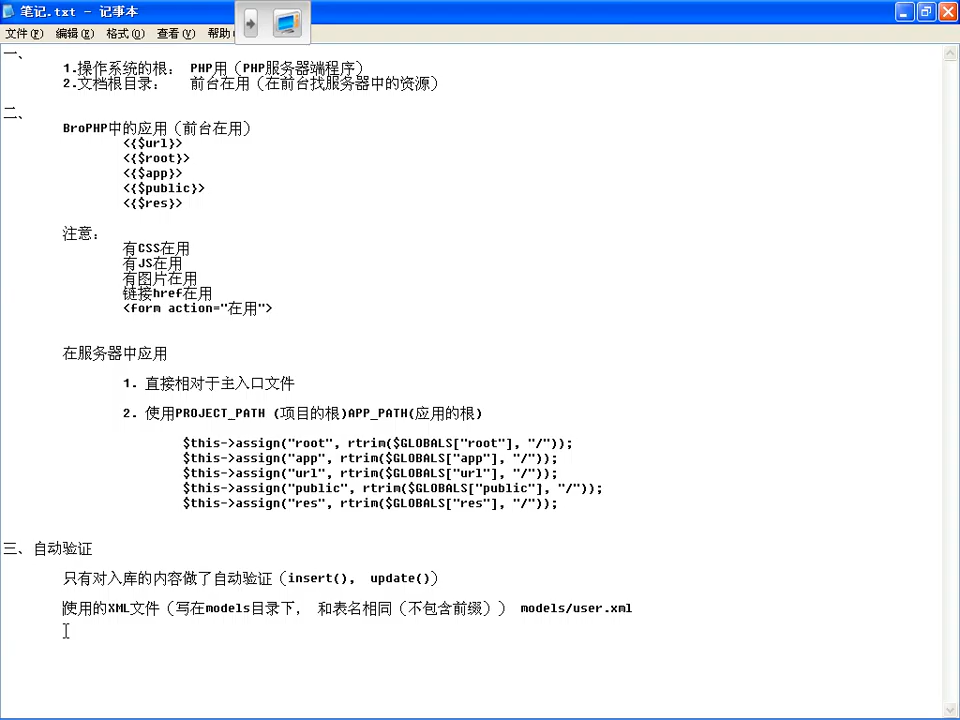 笔记.txt - 记事本
文件(F) 编辑(E) 格式(O) 查看(V) 帮助
一、
1.操作系统的根： PHP用（PHP服务器端程序）
2.文档根目录： 前台在用（在前台找服务器中的资源）
二、
BroPHP中的应用（前台在用）
<{$url}>
<{$root}>
<{$app}>
<{$public}>
<{$res}>
注意：
有CSS在用
有JS在用
有图片在用
链接href在用
<form action="在用">
在服务器中应用
1. 直接相对于主入口文件
2. 使用PROJECT_PATH (项目的根)APP_PATH(应用的根)
$this->assign("root", rtrim($GLOBALS["root"], "/"));
$this->assign("app", rtrim($GLOBALS["app"], "/"));
$this->assign("url", rtrim($GLOBALS["url"], "/"));
$this->assign("public", rtrim($GLOBALS["public"], "/"));
$this->assign("res", rtrim($GLOBALS["res"], "/"));
三、自动验证
只有对入库的内容做了自动验证（insert(), update()）
使用的XML文件（写在models目录下， 和表名相同（不包含前缀）） models/user.xml